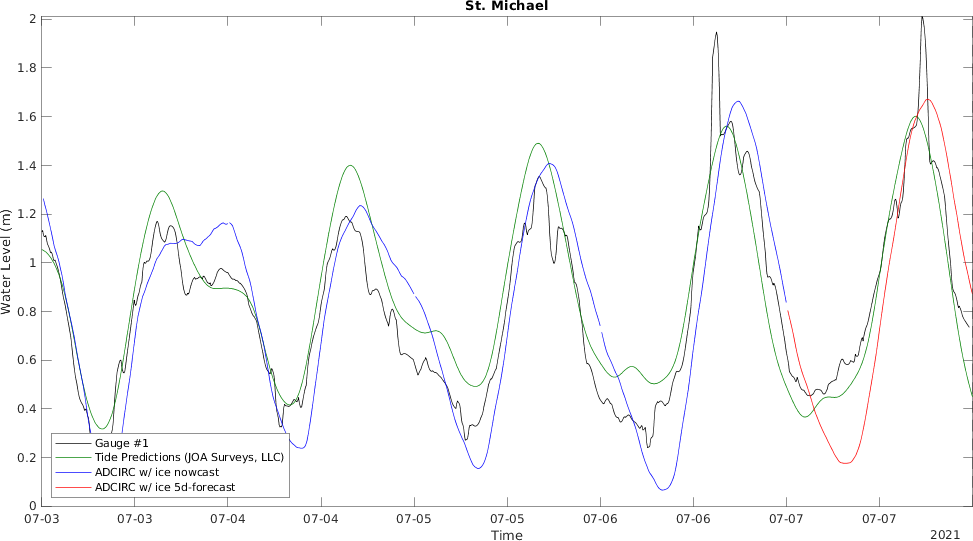 St. Michael
2
1.8
1.6
1.4
1.2
1
0.8
0.6
0.4
0.2
0
Water Level (m)
Gauge #1
Tide Predictions (JOA Surveys, LLC)
ADCIRC w/ ice nowcast
ADCIRC w/ ice 5d-forecast
07-03 07-03 07-04 07-04 07-05 07-05 07-06 07-06 07-07 07-07
Time
2021